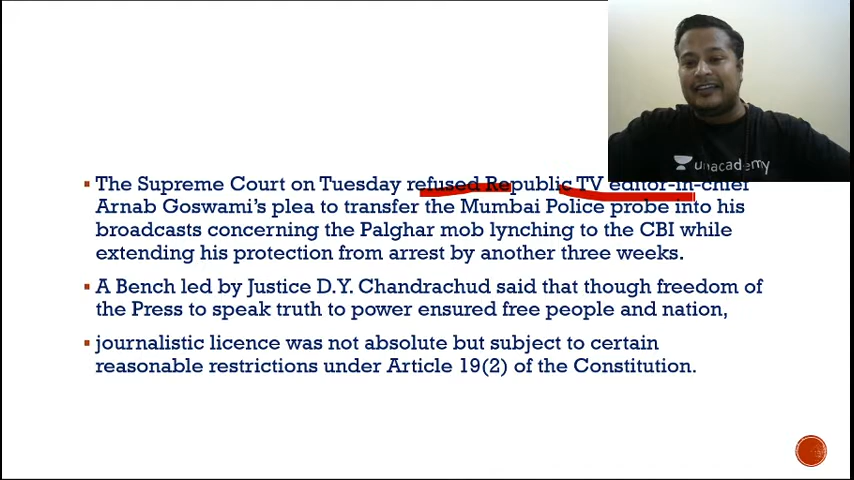 unacademy
▪ The Supreme Court on Tuesday refused Republic TV editor-in-chief
Arnab Goswami's plea to transfer the Mumbai Police probe into his
broadcasts concerning the Palghar mob lynching to the CBI while
extending his protection from arrest by another three weeks.
▪ A Bench led by Justice D.Y. Chandrachud said that though freedom of
the Press to speak truth to power ensured free people and nation,
▪ journalistic licence was not absolute but subject to certain
reasonable restrictions under Article 19(2) of the Constitution.